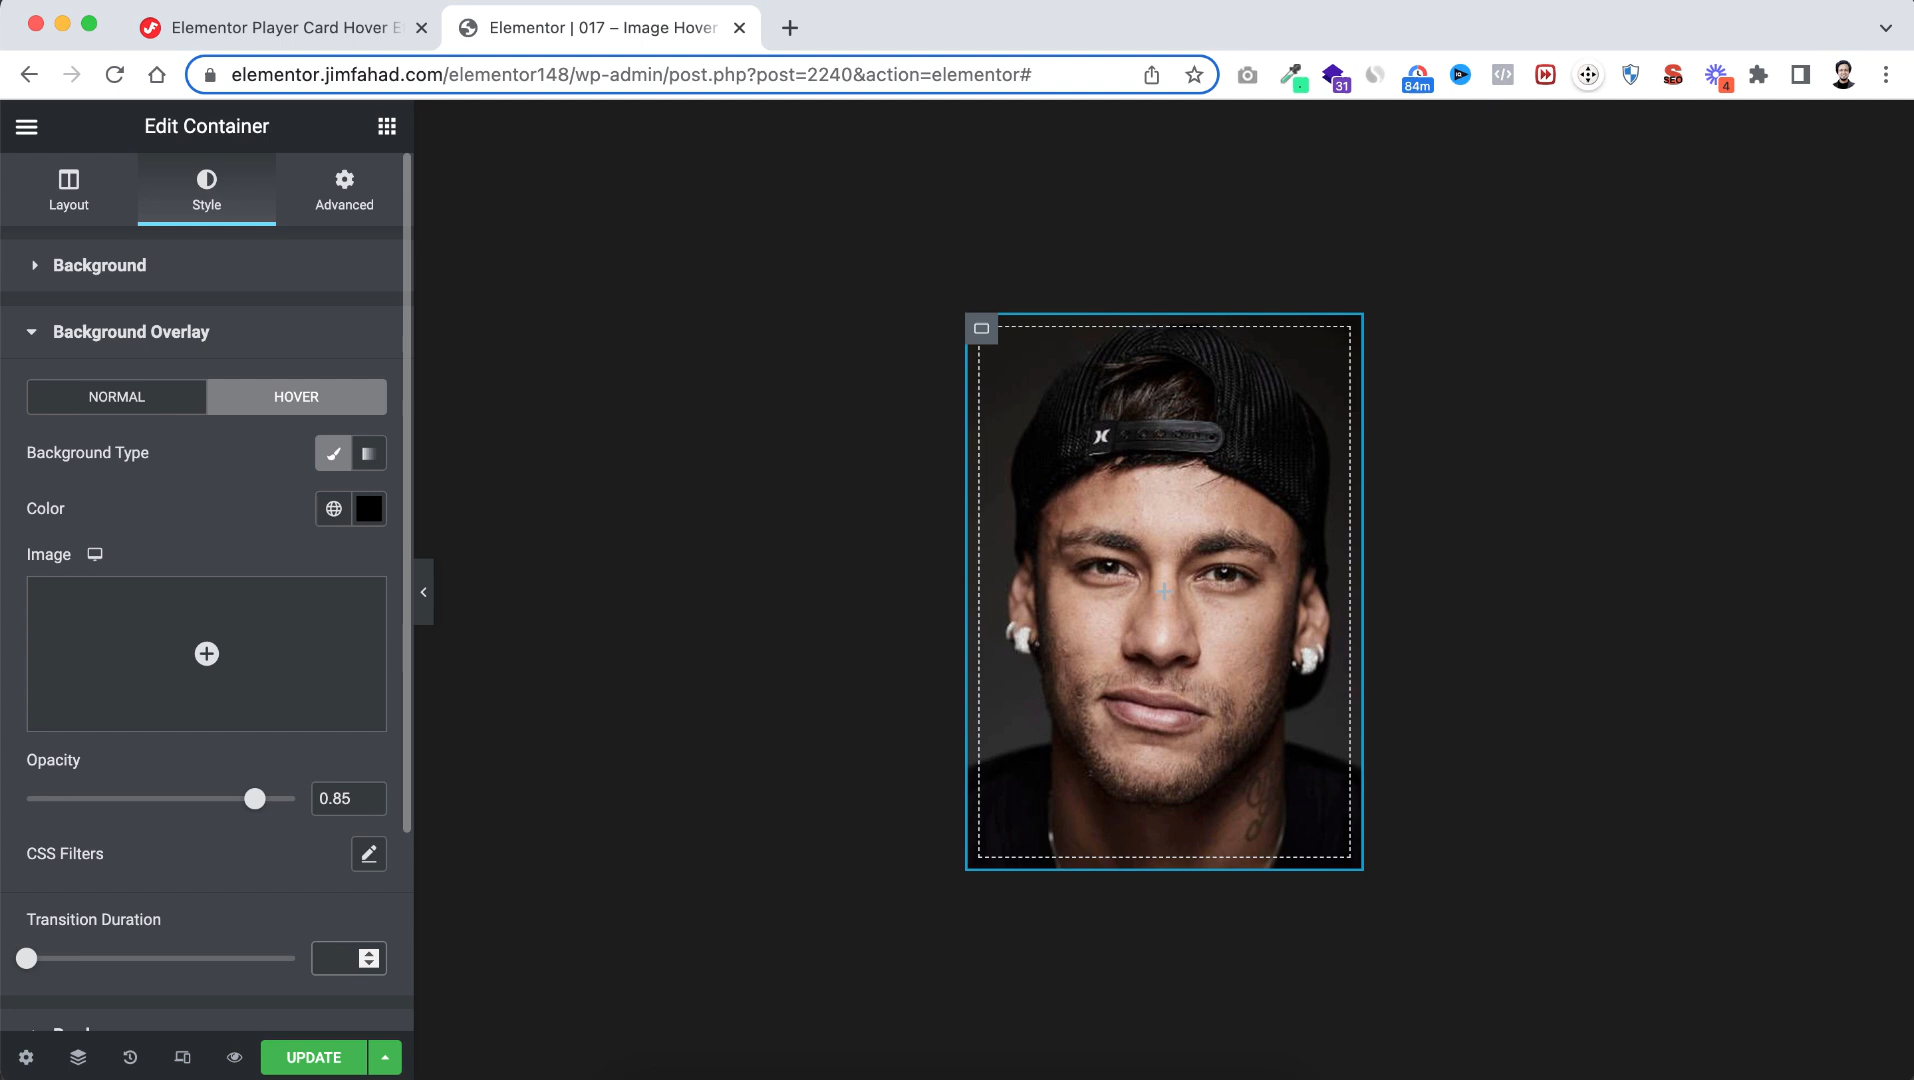 Elementor Player Card Hover E
Elementor | 017 – Image Hover
elementor.jimfahad.com/elementor148/wp-admin/post.php?post=2240&action=elementor#
31
84m
SEO
4
Edit Container
Layout
Style
Advanced
Background
Background Overlay
NORMAL
HOVER
Background Type
Color
Image
Opacity
0.85
CSS Filters
Transition Duration
UPDATE